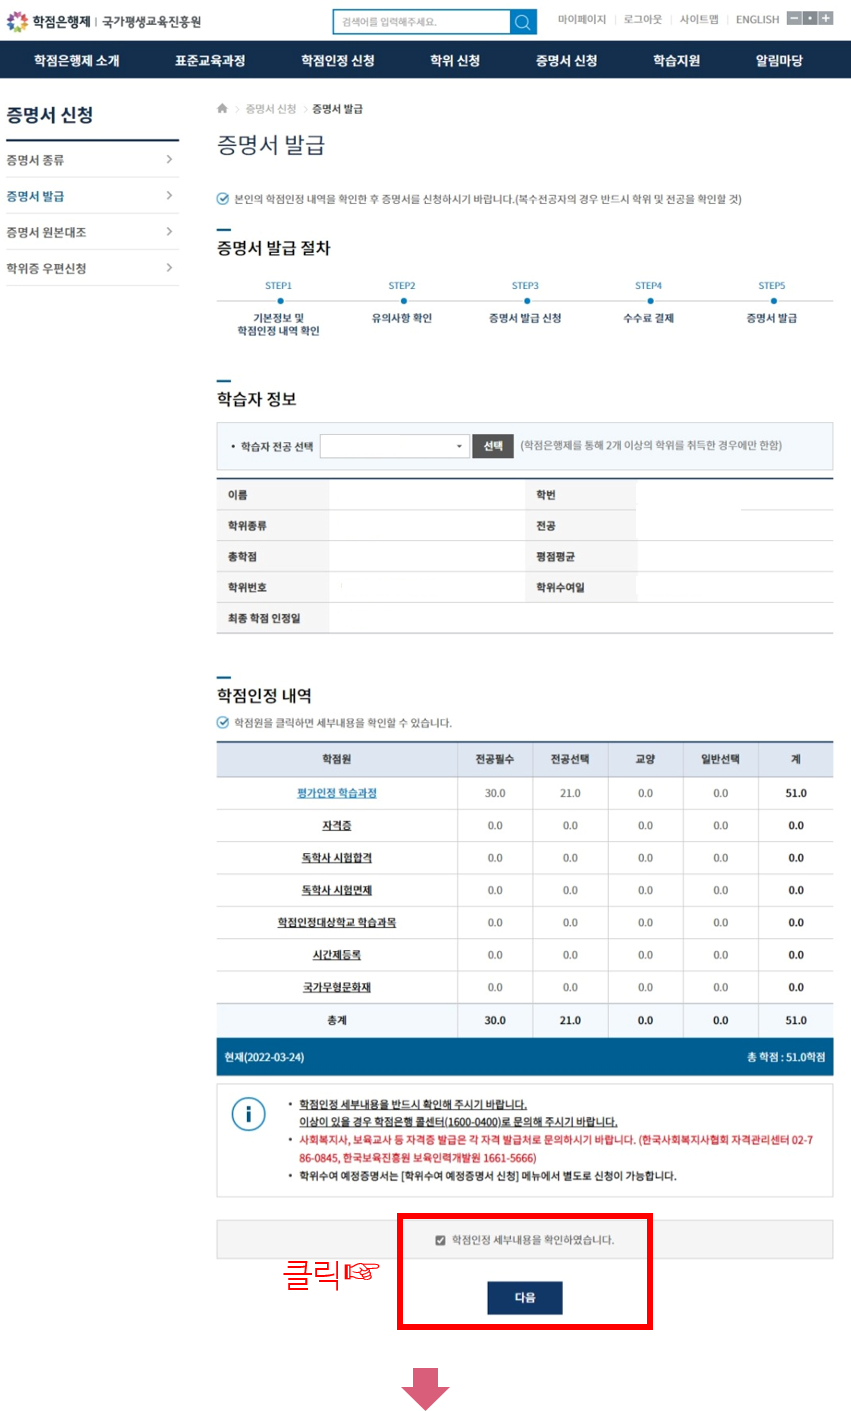 학점은행제 | 국가평생교육진흥원
검색어를 입력해주세요.
마이페이지 | 로그아웃 | 사이트맵 | ENGLISH
학점은행제 소개 표준교육과정 학점인정 신청 학위 신청 증명서 신청 학습지원 알림마당
증명서 신청
증명서 종류
증명서 발급
증명서 원본대조
학위증 우편신청
증명서 신청 > 증명서 발급
증명서 발급
본인의 학점인정 내역을 확인한 후 증명서를 신청하시기 바랍니다.(복수전공자의 경우 반드시 학위 및 전공을 확인할 것)
증명서 발급 절차
STEP1 STEP2 STEP3 STEP4 STEP5
기본정보 및 유의사항 확인 증명서 발급 신청 수수료 결제 증명서 발급
학점인정 내역 확인
학습자 정보
• 학습자 전공 선택 선택 (학점은행제를 통해 2개 이상의 학위를 취득한 경우에만 한함)
이름 학번
학위종류 전공
총학점 평점평균
학위번호 학위수여일
최종 학점 인정일
학점인정 내역
학점원을 클릭하면 세부내용을 확인할 수 있습니다.
학점원 전공필수 전공선택 교양 일반선택 계
평가인정 학습과정 30.0 21.0 0.0 0.0 51.0
자격증 0.0 0.0 0.0 0.0 0.0
독학사 시험합격 0.0 0.0 0.0 0.0 0.0
독학사 시험면제 0.0 0.0 0.0 0.0 0.0
학점인정대상학교 학습과목 0.0 0.0 0.0 0.0 0.0
시간제등록 0.0 0.0 0.0 0.0 0.0
국가무형문화재 0.0 0.0 0.0 0.0 0.0
총계 30.0 21.0 0.0 0.0 51.0
현재(2022-03-24) 총 학점 : 51.0학점
• 학점인정 세부내용을 반드시 확인해 주시기 바랍니다.
이상이 있을 경우 학점은행 콜센터(1600-0400)로 문의해 주시기 바랍니다.
• 사회복지사, 보육교사 등 자격증 발급은 각 자격 발급처로 문의하시기 바랍니다. (한국사회복지사협회 자격관리센터 02-7
86-0845, 한국보육진흥원 보육인력개발원 1661-5666)
• 학위수여 예정증명서는 [학위수여 예정증명서 신청] 메뉴에서 별도로 신청이 가능합니다.
학점인정 세부내용을 확인하였습니다.
클릭☞
다음